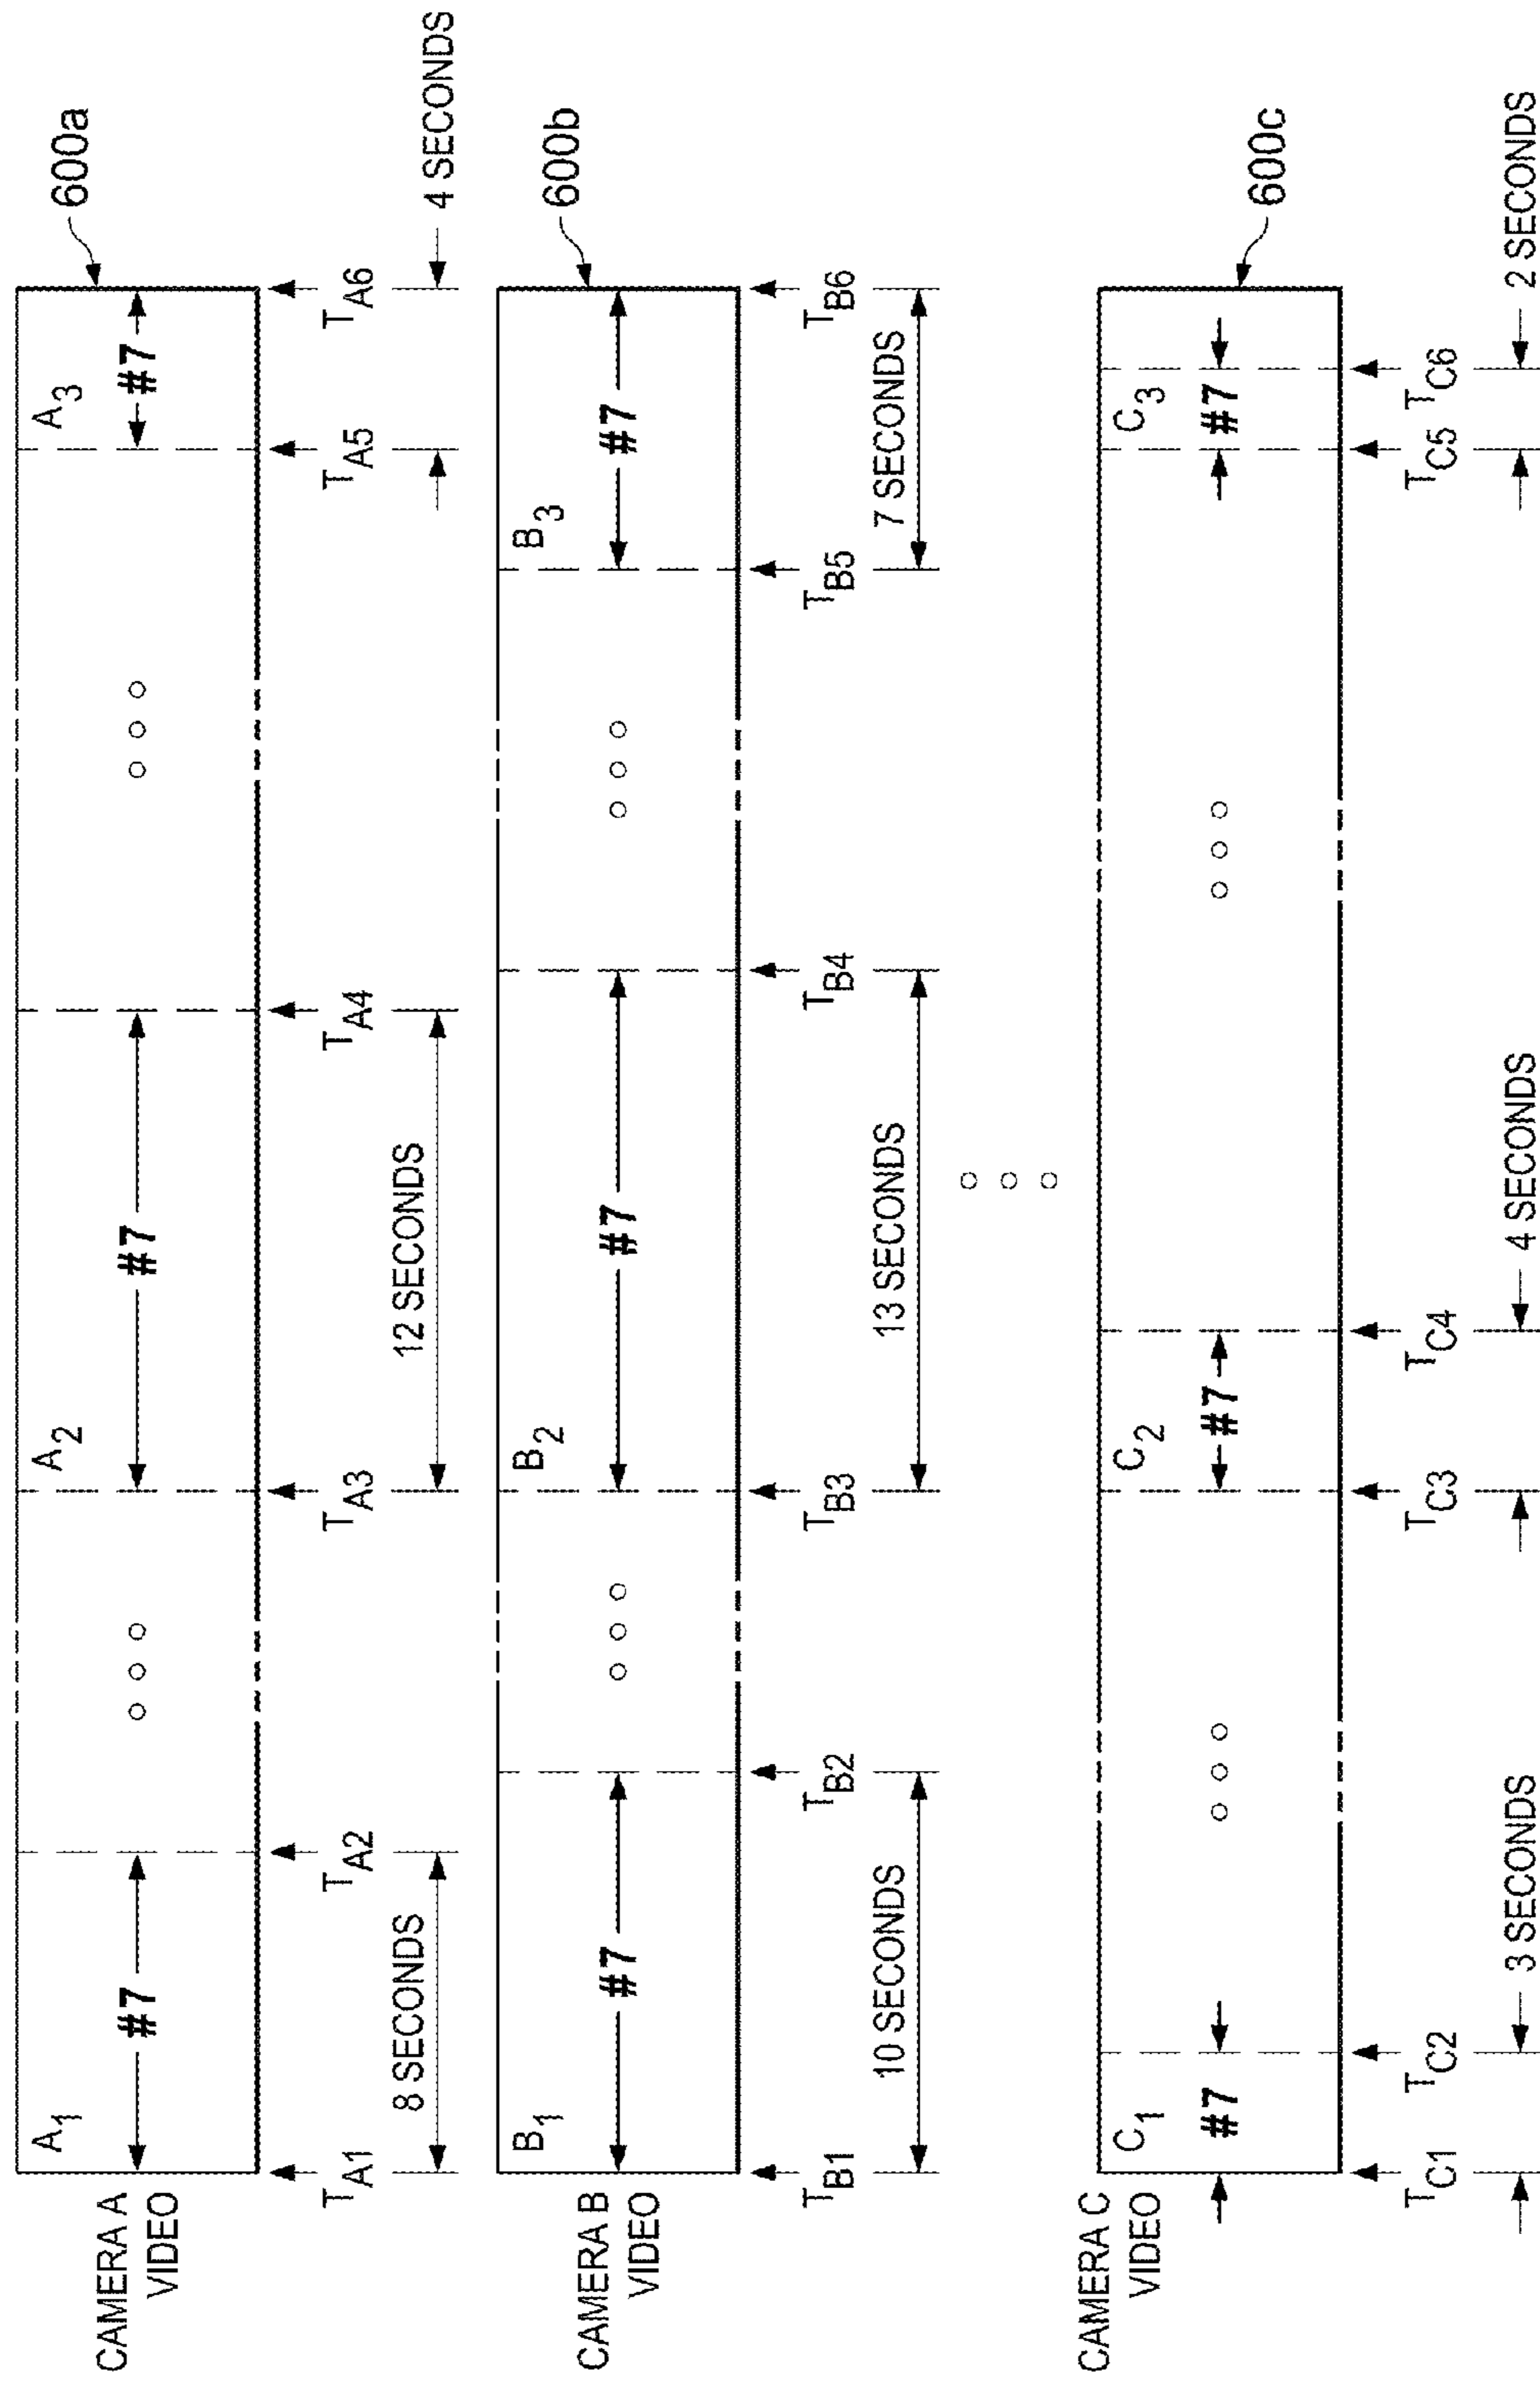 CAMERA A
VIDEO
A1
#7
A2
#7
A3
#7
600a
TA1
TA2
TA3
TA4
TA5
TA6
8 SECONDS
12 SECONDS
4 SECONDS
CAMERA B
VIDEO
B1
#7
B2
#7
B3
#7
600b
TB1
TB2
TB3
TB4
TB5
TB6
10 SECONDS
13 SECONDS
7 SECONDS
CAMERA C
VIDEO
C1
#7
C2
#7
C3
#7
600c
TC1
TC2
TC3
TC4
TC5
TC6
3 SECONDS
4 SECONDS
2 SECONDS